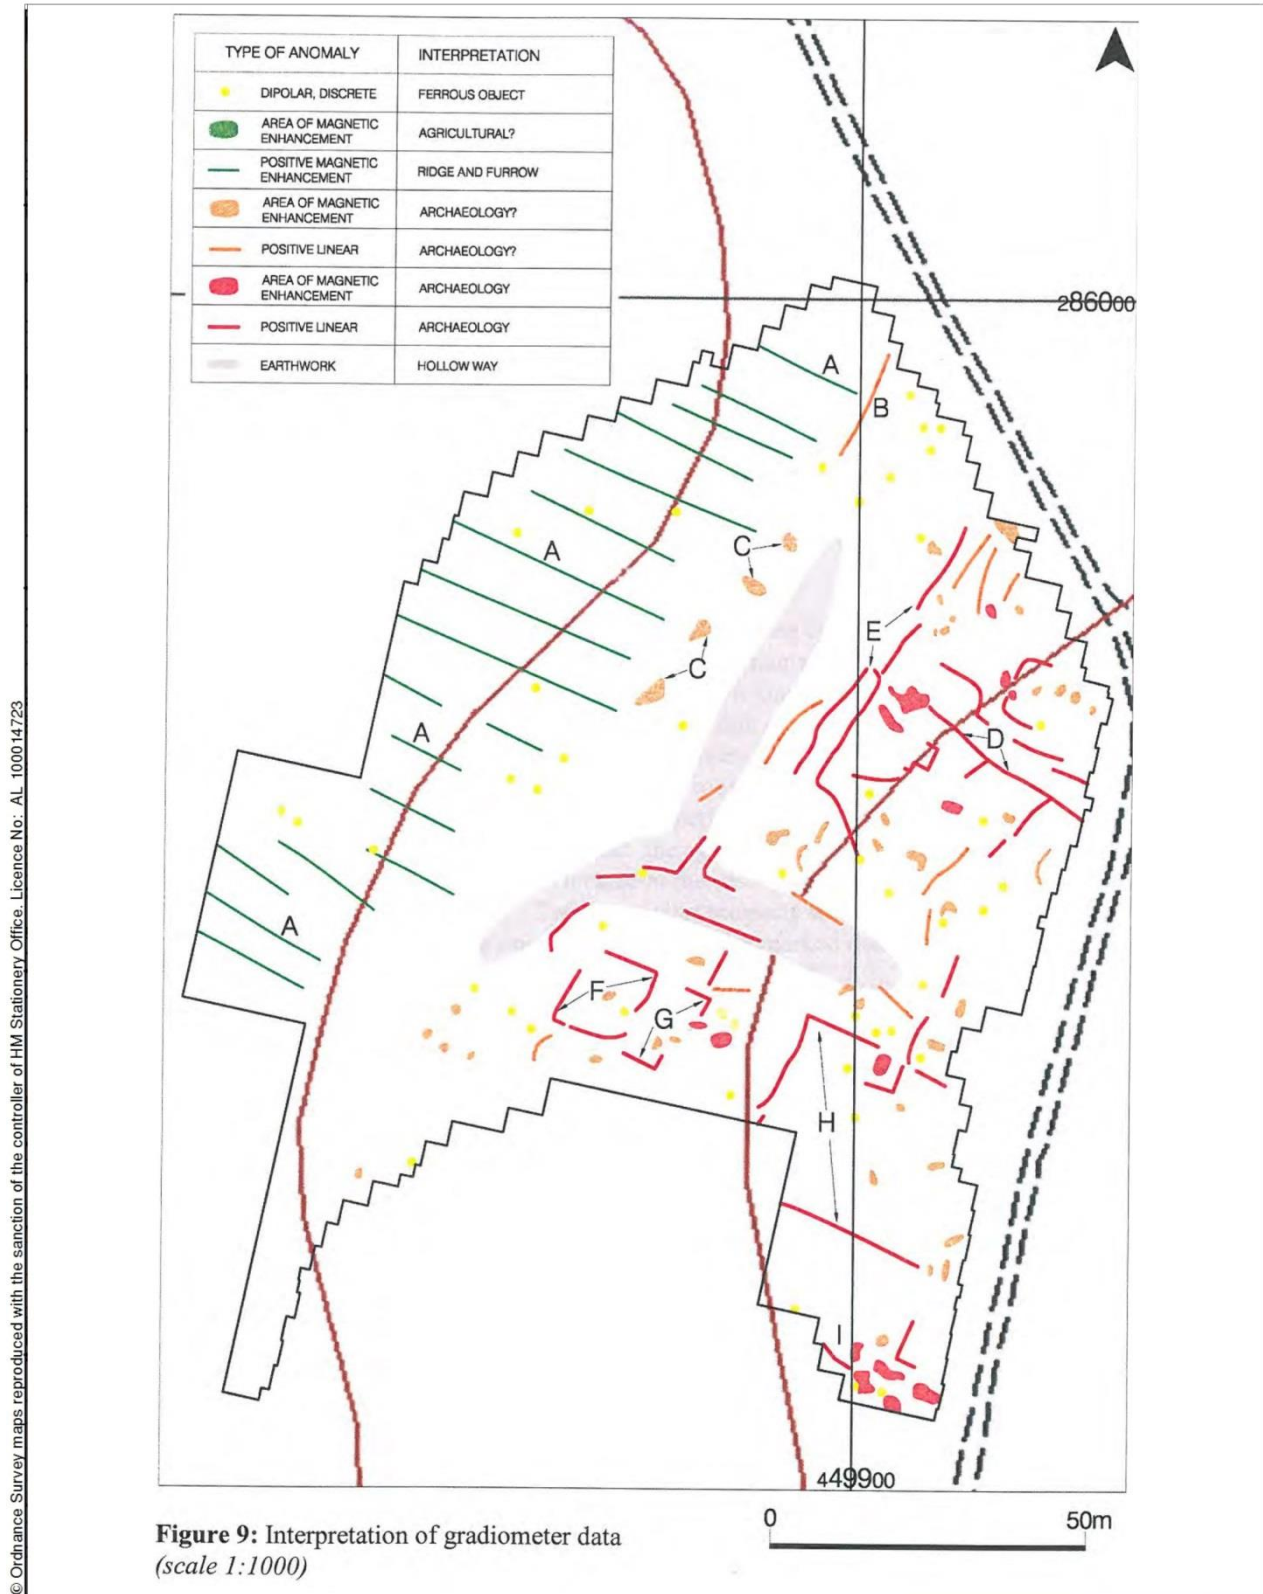 TYPE OF ANOMALY INTERPRETATION
DIPOLAR, DISCRETE FERROUS OBJECT
AREA OF MAGNETIC
ENHANCEMENT AGRICULTURAL?
POSITIVE MAGNETIC
ENHANCEMENT RIDGE AND FURROW
AREA OF MAGNETIC
ENHANCEMENT ARCHAEOLOGY?
POSITIVE LINEAR ARCHAEOLOGY?
AREA OF MAGNETIC
ENHANCEMENT ARCHAEOLOGY
POSITIVE LINEAR ARCHAEOLOGY
EARTHWORK HOLLOW WAY
286000
A
B
A
C
C
E
A
D
A
F
G
H
I
449900
0 50m
Figure 9: Interpretation of gradiometer data
(scale 1:1000)
© Ordnance Survey maps reproduced with the sanction of the controller of HM Stationery Office. Licence No: AL 100014723